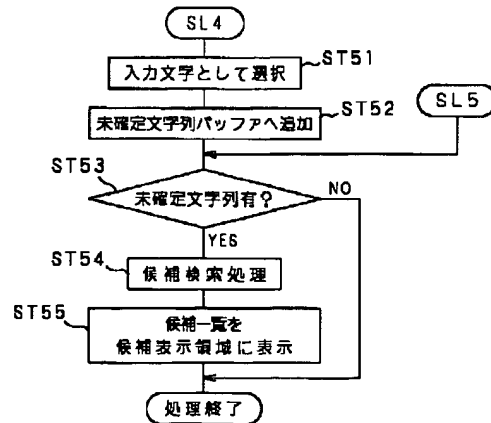 SL4
入力文字として選択
ST51
SL5
未確定文字列バッファへ追加
ST52
ST53
未確定文字列有?
NO
YES
ST54
候補検索処理
ST55
候補一覧を
候補表示領域に表示
処理終了